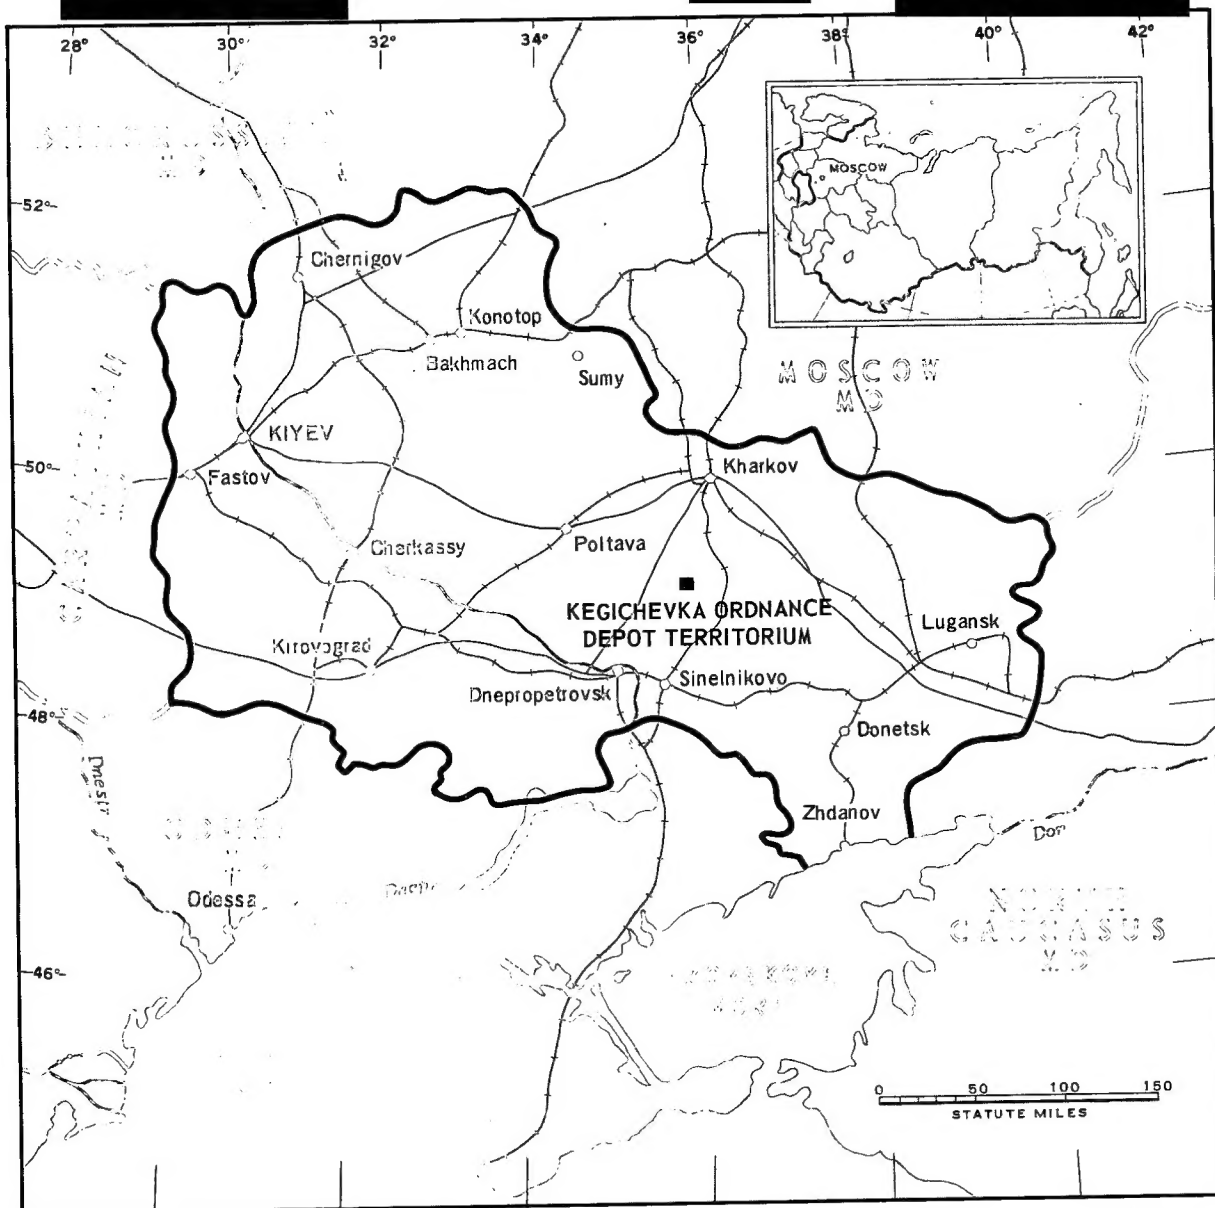 28° 30° 32° 34° 36° 38° 40° 42°
MOSCOW
52°
Chernigov
Konotop
Bakhmach
Sumy
MOSCOW
MD
KIYEV
50°
Fastov
Kharkov
Cherkassy
Poltava
KEGICHEVKA ORDNANCE
DEPOT TERRITORIUM
Lugansk
Kirovograd
Sinelnikovo
Dnepropetrovsk
48°
Donetsk
Dnestr
Zhdanov
Don
Odessa
NORTH
CAUCASUS
MD
46°
0 50 100 150
STATUTE MILES